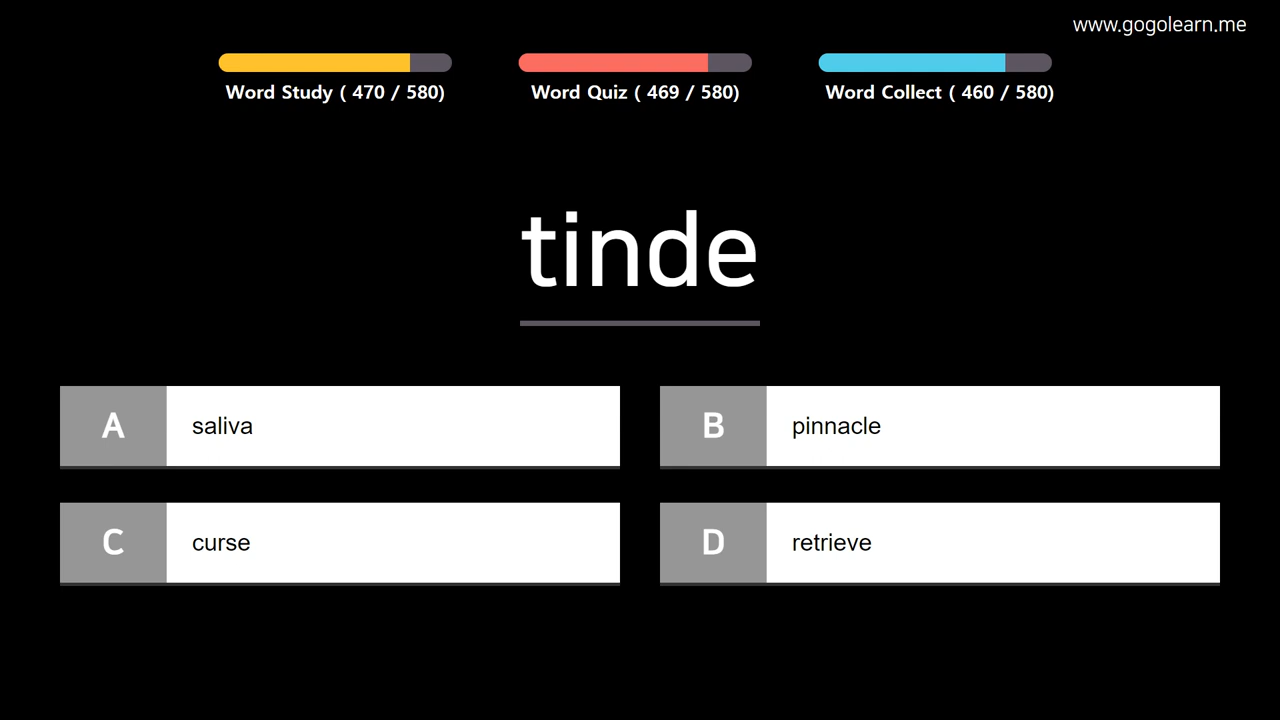 www.gogolearn.me
Word Study ( 470 / 580)
Word Quiz ( 469 / 580)
Word Collect ( 460 / 580)
tinde
A saliva
B pinnacle
C curse
D retrieve